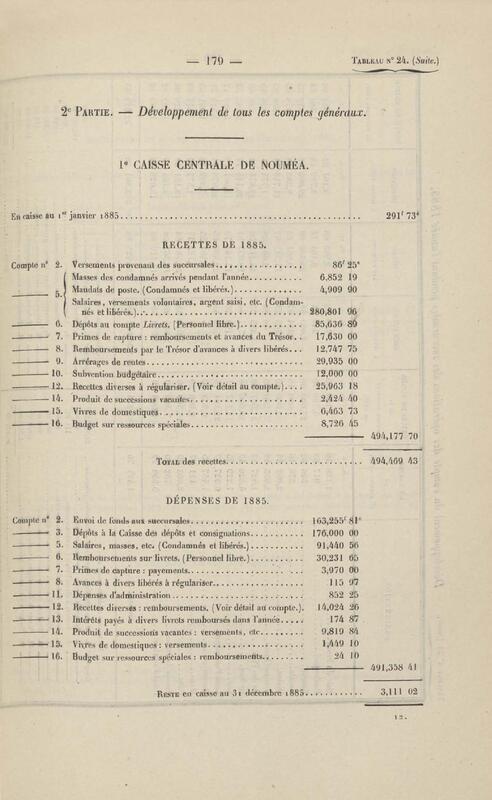 — 179 —
TABLEAU N° 24. (Suite.)
2e PARTIE. — Développement de tous les comptes généraux.
1e CAISSE CENTRALE DE NOUMÉA.
En caisse au 1er janvier 1885 291f 73c
RECETTES DE 1885.
Compte n° 2. Versements provenant des succursales 86f 25c
Masses des condamnés arrivés pendant l'année 6,852 19
—— 5. Mandats de poste. (Condamnés et libérés.) 4,909 90
Salaires, versements volontaires, argent saisi, etc. (Condam-
nés et libérés.) 280,801 96
—— 6. Dépôts au compte Livrets. (Personnel libre.) 85,636 89
—— 7. Primes de capture : remboursements et avances du Trésor. 17,630 00
—— 8. Remboursements par le Trésor d'avances à divers libérés 12,747 75
—— 9. Arrérages de rentes 29,935 00
—— 10. Subvention budgétaire 12,000 00
—— 12. Recettes diverses à régulariser. (Voir détail au compte.) 25,963 18
—— 14. Produit de successions vacantes 2,424 40
—— 15. Vivres de domestiques 6,463 73
—— 16. Budget sur ressources spéciales 8,726 45
494,177 70
TOTAL des recettes 494,469 43
DÉPENSES DE 1885.
Compte n° 2. Envoi de fonds aux succursales 163,255f 81c
—— 3. Dépôts à la Caisse des dépôts et consignations 176,000 00
—— 5. Salaires, masses, etc. (Condamnés et libérés.) 91,440 56
—— 6. Remboursements sur livrets. (Personnel libre.) 30,231 65
—— 7. Primes de capture : payements 3,970 00
—— 8. Avances à divers libérés à régulariser 115 97
—— 11. Dépenses d'administration 852 25
—— 12. Recettes diverses : remboursements. (Voir détail au compte.) 14,024 26
—— 13. Intérêts payés à divers livrets remboursés dans l'année 174 87
—— 14. Produit de successions vacantes : versements, etc 9,819 84
—— 15. Vivres de domestiques : versements 1,449 10
—— 16. Budget sur ressources spéciales : remboursements 24 10
491,358 41
RESTE en caisse au 31 décembre 1885 3,111 02
12.